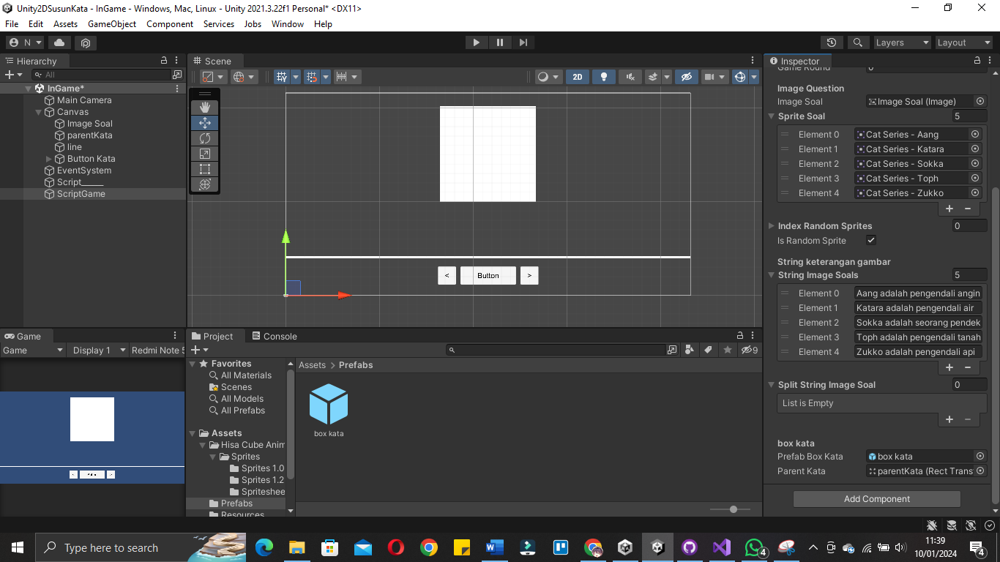 Unity2DSusunKata - InGame - Windows, Mac, Linux - Unity 2021.3.22f1 Personal* <DX11>
File Edit Assets GameObject Component Services Jobs Window Help
N Layers Layout
Hierarchy
All
InGame*
Main Camera
Canvas
Image Soal
parentKata
line
Button Kata
EventSystem
Script_____
ScriptGame
Scene
2D
< Button >
Game
Game Display 1 Redmi Note
Project Console
9
Favorites
All Materials
Scenes
All Models
All Prefabs
Assets
Hisa Cube Anim
Sprites
Sprites 1.0
Sprites 1.2
Spriteshee
Prefabs
Resources
Assets > Prefabs
box kata
Inspector
Game Round 0
Image Question
Image Soal Image Soal (Image)
Sprite Soal 5
Element 0 Cat Series - Aang
Element 1 Cat Series - Katara
Element 2 Cat Series - Sokka
Element 3 Cat Series - Toph
Element 4 Cat Series - Zukko
+ -
Index Random Sprites 0
Is Random Sprite
String keterangan gambar
String Image Soals 5
Element 0 Aang adalah pengendali angin
Element 1 Katara adalah pengendali air
Element 2 Sokka adalah seorang pendek
Element 3 Toph adalah pengendali tanah
Element 4 Zukko adalah pengendali api
+ -
Split String Image Soal 0
List is Empty
+ -
box kata
Prefab Box Kata box kata
Parent Kata parentKata (Rect Trans
Add Component
Type here to search
4
11:39
10/01/2024
4